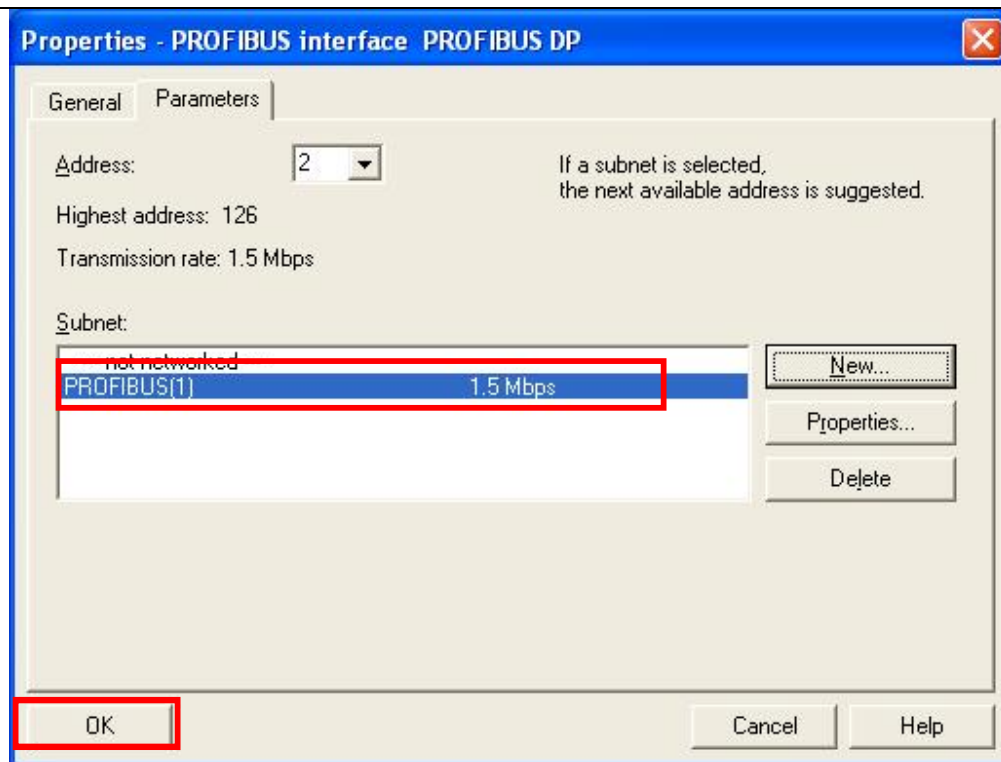 Properties - PROFIBUS interface PROFIBUS DP
General Parameters
Address: 2
If a subnet is selected,
the next available address is suggested.
Highest address: 126
Transmission rate: 1.5 Mbps
Subnet:
--- not networked ---
PROFIBUS(1) 1.5 Mbps
New...
Properties...
Delete
OK Cancel Help